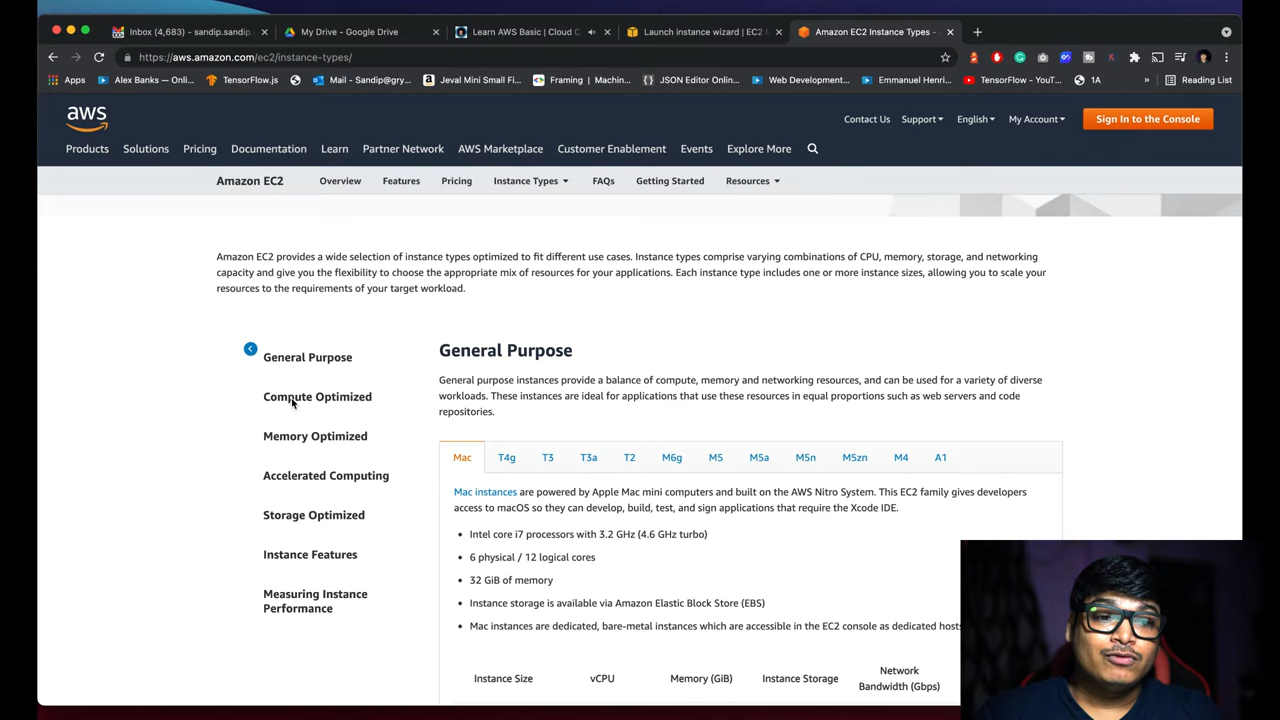 Inbox (4,683) - sandip.sandip.
My Drive - Google Drive
Learn AWS Basic | Cloud C
Launch instance wizard | EC2 M
Amazon EC2 Instance Types -
https://aws.amazon.com/ec2/instance-types/
Apps
Alex Banks — Onli...
TensorFlow.js
Mail - Sandip@gry...
Jeval Mini Small Fi...
Framing | Machin...
JSON Editor Online...
Web Development...
Emmanuel Henri...
TensorFlow - YouT...
1A
»
Reading List
aws
Contact Us
Support
English
My Account
Sign In to the Console
Products
Solutions
Pricing
Documentation
Learn
Partner Network
AWS Marketplace
Customer Enablement
Events
Explore More
Amazon EC2
Overview
Features
Pricing
Instance Types
FAQs
Getting Started
Resources
Amazon EC2 provides a wide selection of instance types optimized to fit different use cases. Instance types comprise varying combinations of CPU, memory, storage, and networking
capacity and give you the flexibility to choose the appropriate mix of resources for your applications. Each instance type includes one or more instance sizes, allowing you to scale your
resources to the requirements of your target workload.
General Purpose
Compute Optimized
Memory Optimized
Accelerated Computing
Storage Optimized
Instance Features
Measuring Instance
Performance
General Purpose
General purpose instances provide a balance of compute, memory and networking resources, and can be used for a variety of diverse
workloads. These instances are ideal for applications that use these resources in equal proportions such as web servers and code
repositories.
Mac
T4g
T3
T3a
T2
M6g
M5
M5a
M5n
M5zn
M4
A1
Mac instances are powered by Apple Mac mini computers and built on the AWS Nitro System. This EC2 family gives developers
access to macOS so they can develop, build, test, and sign applications that require the Xcode IDE.
• Intel core i7 processors with 3.2 GHz (4.6 GHz turbo)
• 6 physical / 12 logical cores
• 32 GiB of memory
• Instance storage is available via Amazon Elastic Block Store (EBS)
• Mac instances are dedicated, bare-metal instances which are accessible in the EC2 console as dedicated hosts
Instance Size
vCPU
Memory (GiB)
Instance Storage
Network
Bandwidth (Gbps)